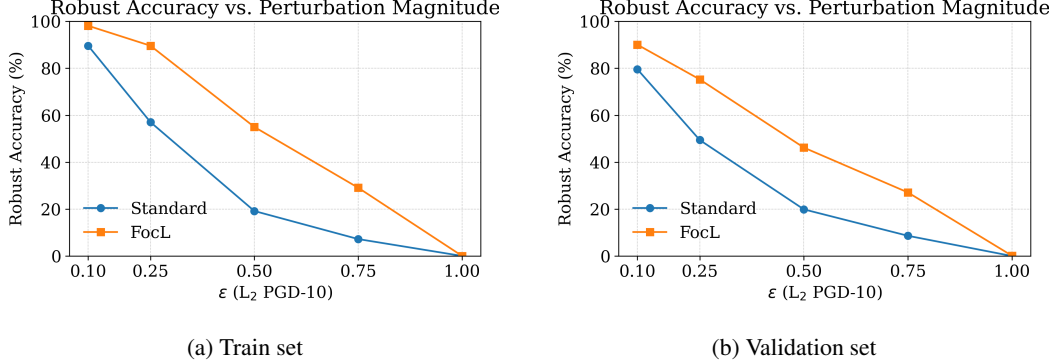 Robust Accuracy vs. Perturbation Magnitude
Robust Accuracy (%)
100
80
60
40
20
0
Standard
FocL
0.10 0.25 0.50 0.75 1.00
ε (L₂ PGD-10)
(a) Train set
Robust Accuracy vs. Perturbation Magnitude
Robust Accuracy (%)
100
80
60
40
20
0
Standard
FocL
0.10 0.25 0.50 0.75 1.00
ε (L₂ PGD-10)
(b) Validation set